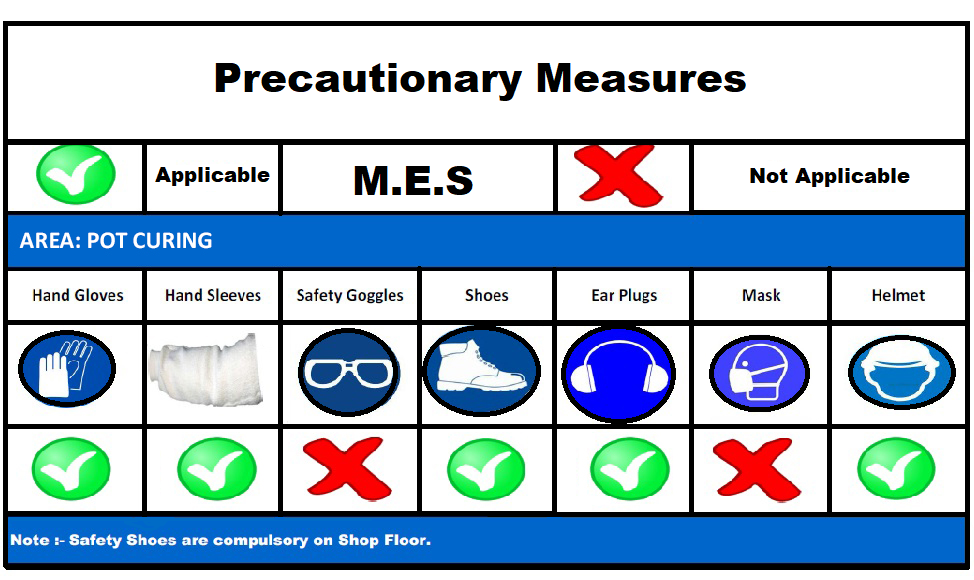 Precautionary Measures
Applicable
M.E.S
Not Applicable
AREA: POT CURING
Hand Gloves
Hand Sleeves
Safety Goggles
Shoes
Ear Plugs
Mask
Helmet
Note :- Safety Shoes are compulsory on Shop Floor.